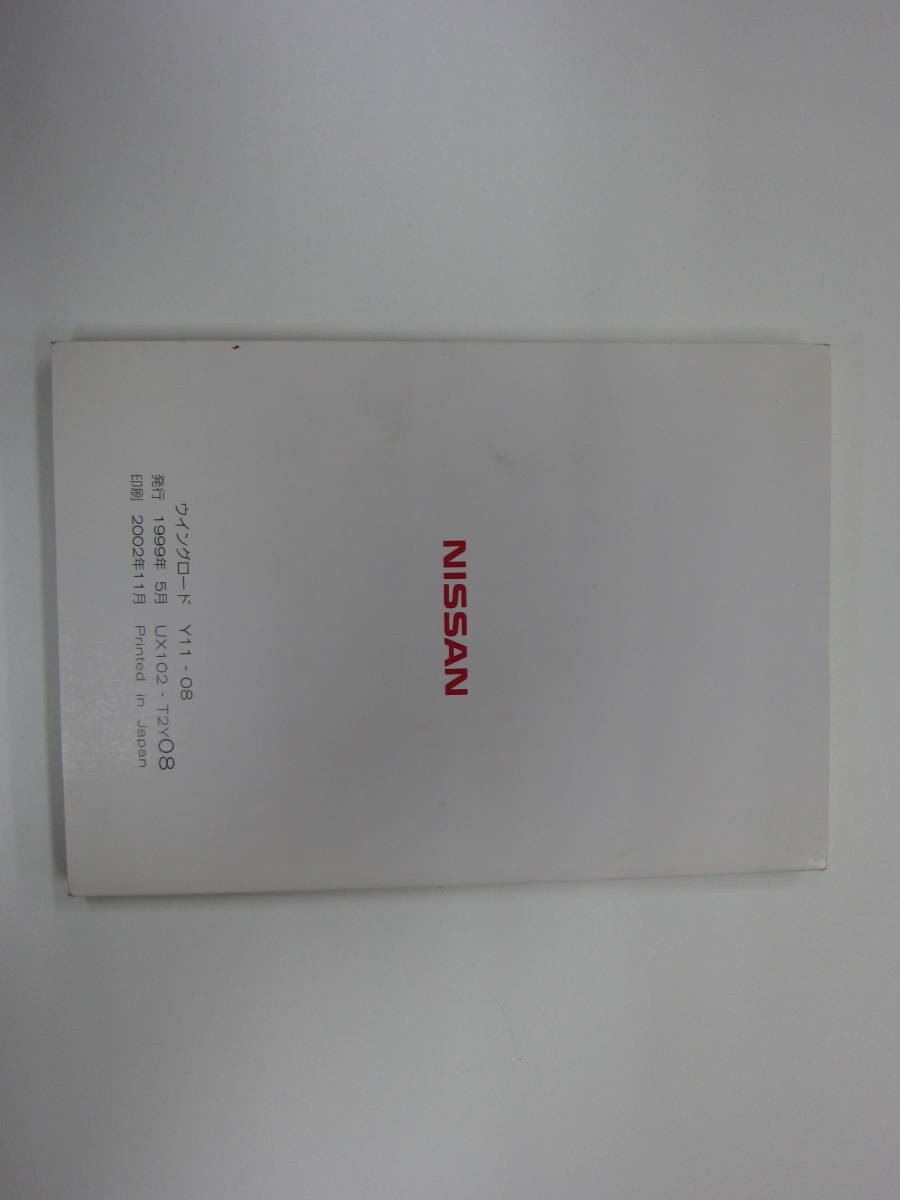 NISSAN
ウイングロード Y11-08
発行 1999年 5月 UX102-T2Y08
印刷 2002年11月 Printed in Japan